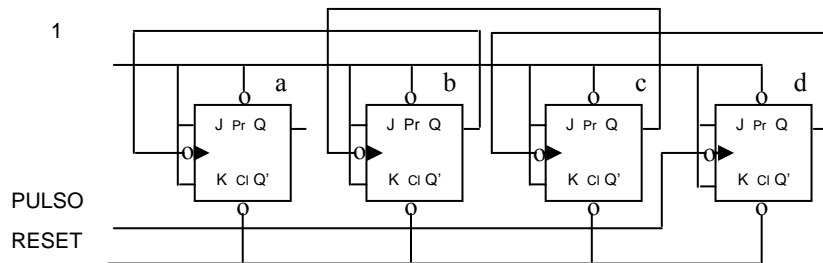 1
a b c d
J Pr Q J Pr Q J Pr Q J Pr Q
K Cl Q' K Cl Q' K Cl Q' K Cl Q'
PULSO
RESET